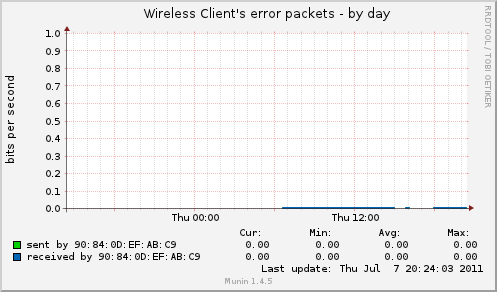 Wireless Client's error packets - by day
RRDTOOL / TOBI OETIKER
bits per second
1.0
0.9
0.8
0.7
0.6
0.5
0.4
0.3
0.2
0.1
0.0
Thu 00:00 Thu 12:00
Cur: Min: Avg: Max:
sent by 90:84:0D:EF:AB:C9 0.00 0.00 0.00 0.00
received by 90:84:0D:EF:AB:C9 0.00 0.00 0.00 0.00
Last update: Thu Jul 7 20:24:03 2011
Munin 1.4.5